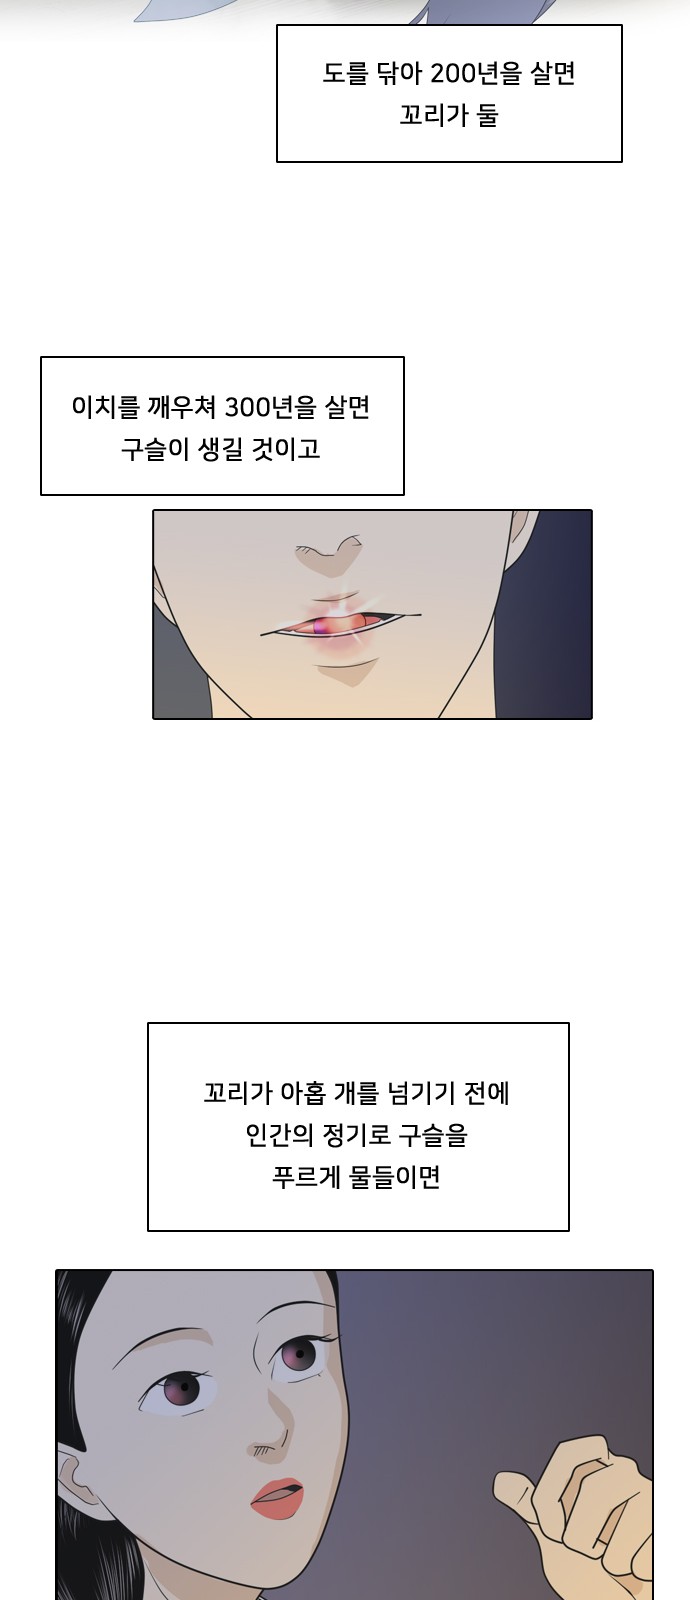 도를 닦아 200년을 살면
꼬리가 둘
이치를 깨우쳐 300년을 살면
구슬이 생길 것이고
꼬리가 아홉 개를 넘기기 전에
인간의 정기로 구슬을
푸르게 물들이면